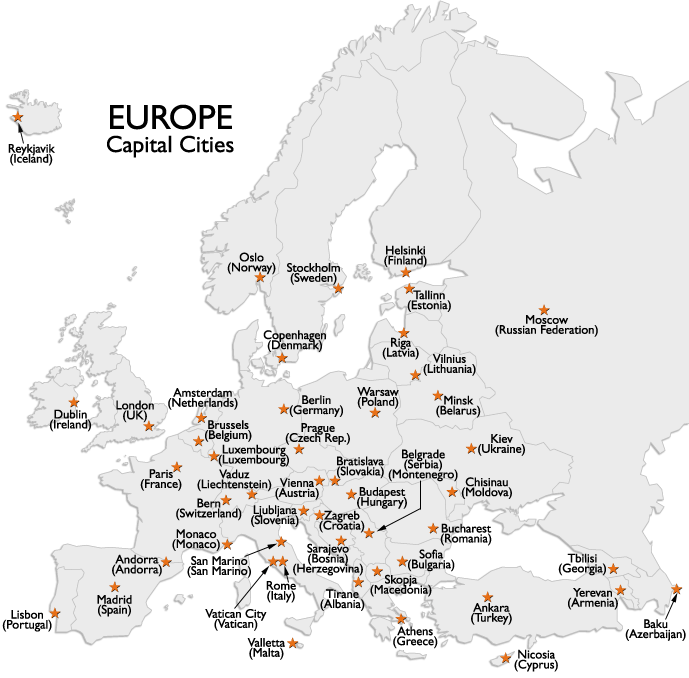 EUROPE
Capital Cities
Reykjavik
(Iceland)
Oslo
(Norway)
Stockholm
(Sweden)
Helsinki
(Finland)
Tallinn
(Estonia)
Moscow
(Russian Federation)
Copenhagen
(Denmark)
Riga
(Latvia)
Vilnius
(Lithuania)
Minsk
(Belarus)
Dublin
(Ireland)
London
(UK)
Amsterdam
(Netherlands)
Brussels
(Belgium)
Luxembourg
(Luxembourg)
Berlin
(Germany)
Prague
(Czech Rep.)
Warsaw
(Poland)
Kiev
(Ukraine)
Paris
(France)
Vaduz
(Liechtenstein)
Bern
(Switzerland)
Vienna
(Austria)
Bratislava
(Slovakia)
Budapest
(Hungary)
Belgrade
(Serbia)
(Montenegro)
Chisinau
(Moldova)
Ljubljana
(Slovenia)
Zagreb
(Croatia)
Bucharest
(Romania)
Monaco
(Monaco)
San Marino
(San Marino)
Sarajevo
(Bosnia)
(Herzegovina)
Sofia
(Bulgaria)
Andorra
(Andorra)
Madrid
(Spain)
Lisbon
(Portugal)
Vatican City
(Vatican)
Rome
(Italy)
Tirane
(Albania)
Skopja
(Macedonia)
Athens
(Greece)
Valletta
(Malta)
Ankara
(Turkey)
Nicosia
(Cyprus)
Tbilisi
(Georgia)
Yerevan
(Armenia)
Baku
(Azerbaijan)